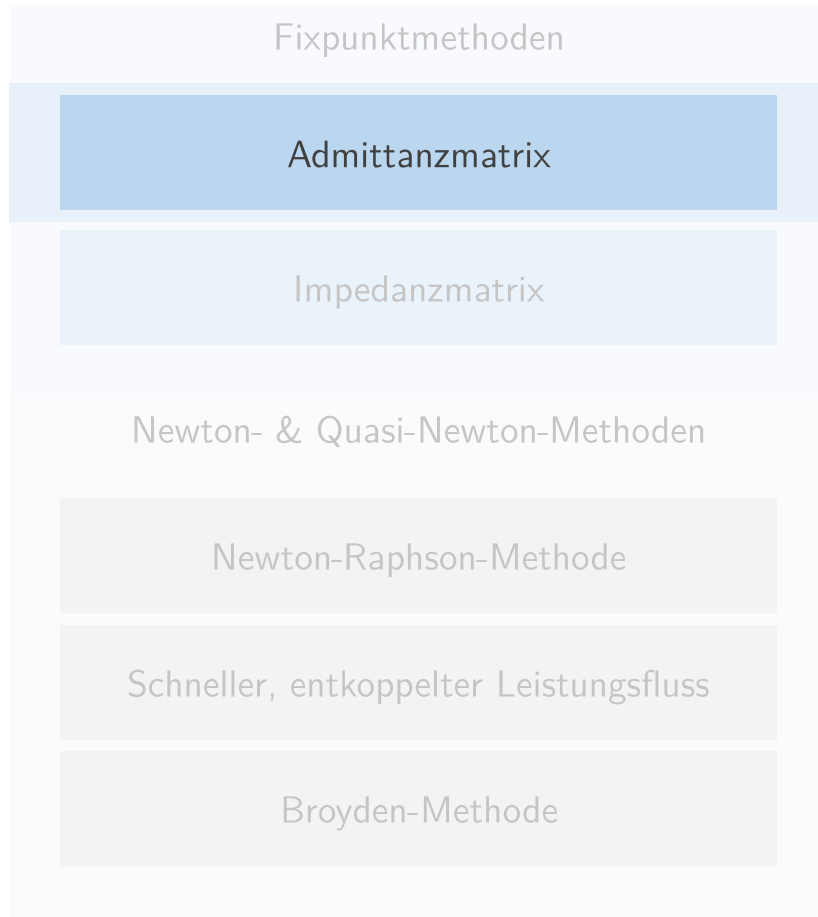 Fixpunktmethoden
Admittanzmatrix
Impedanzmatrix
Newton- & Quasi-Newton-Methoden
Newton-Raphson-Methode
Schneller, entkoppelter Leistungsfluss
Broyden-Methode